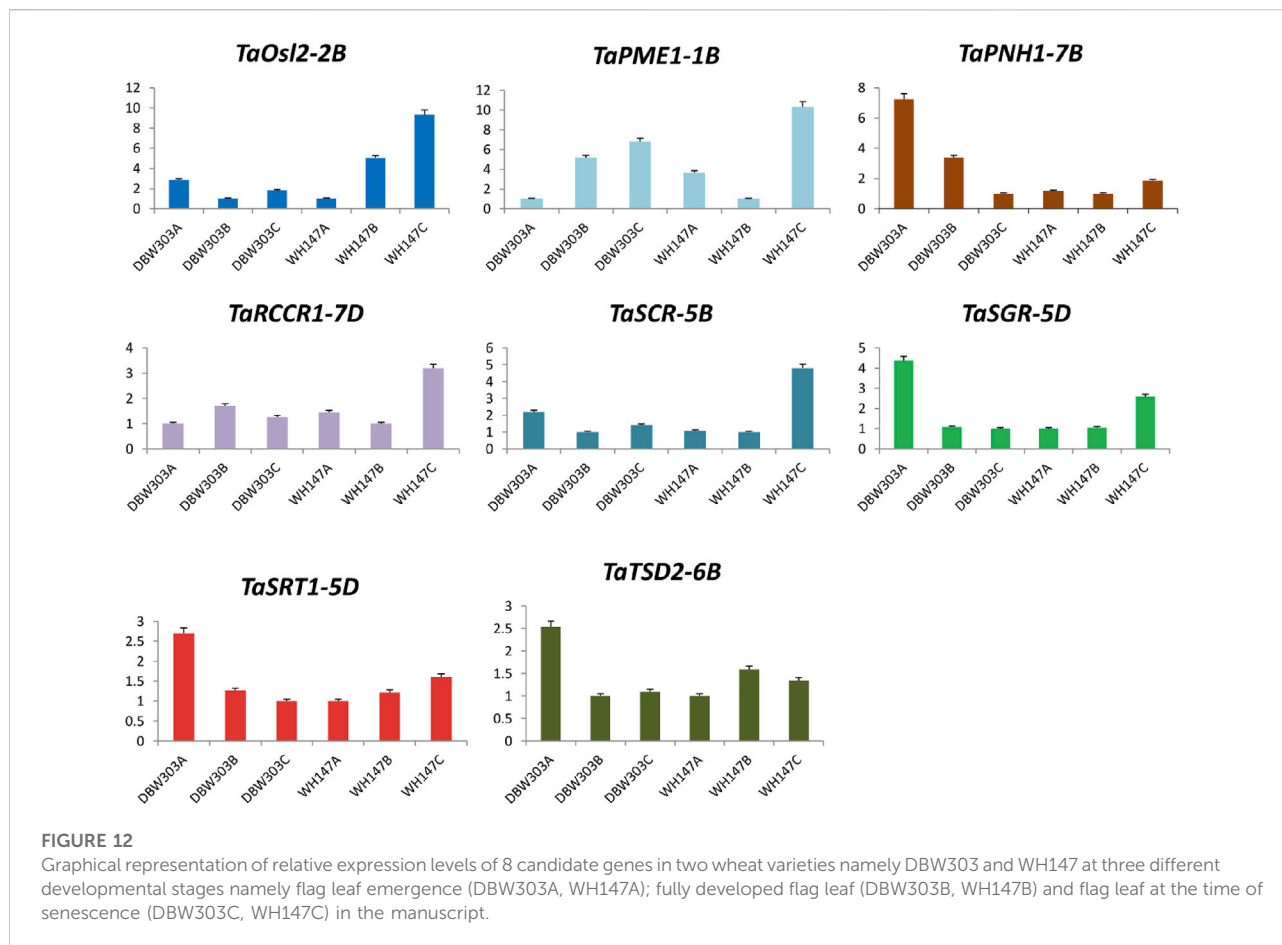 TaOsl2-2B
12
10
8
6
4
2
0
DBW303A
DBW303B
DBW303C
WH147A
WH147B
WH147C
TaPME1-1B
12
10
8
6
4
2
0
DBW303A
DBW303B
DBW303C
WH147A
WH147B
WH147C
TaPNH1-7B
8
6
4
2
0
DBW303A
DBW303B
DBW303C
WH147A
WH147B
WH147C
TaRCCR1-7D
4
3
2
1
0
DBW303A
DBW303B
DBW303C
WH147A
WH147B
WH147C
TaSCR-5B
6
5
4
3
2
1
0
DBW303A
DBW303B
DBW303C
WH147A
WH147B
WH147C
TaSGR-5D
5
4
3
2
1
0
DBW303A
DBW303B
DBW303C
WH147A
WH147B
WH147C
TaSRT1-5D
3
2.5
2
1.5
1
0.5
0
DBW303A
DBW303B
DBW303C
WH147A
WH147B
WH147C
TaTSD2-6B
3
2.5
2
1.5
1
0.5
0
DBW303A
DBW303B
DBW303C
WH147A
WH147B
WH147C
FIGURE 12
Graphical representation of relative expression levels of 8 candidate genes in two wheat varieties namely DBW303 and WH147 at three different
developmental stages namely flag leaf emergence (DBW303A, WH147A); fully developed flag leaf (DBW303B, WH147B) and flag leaf at the time of
senescence (DBW303C, WH147C) in the manuscript.